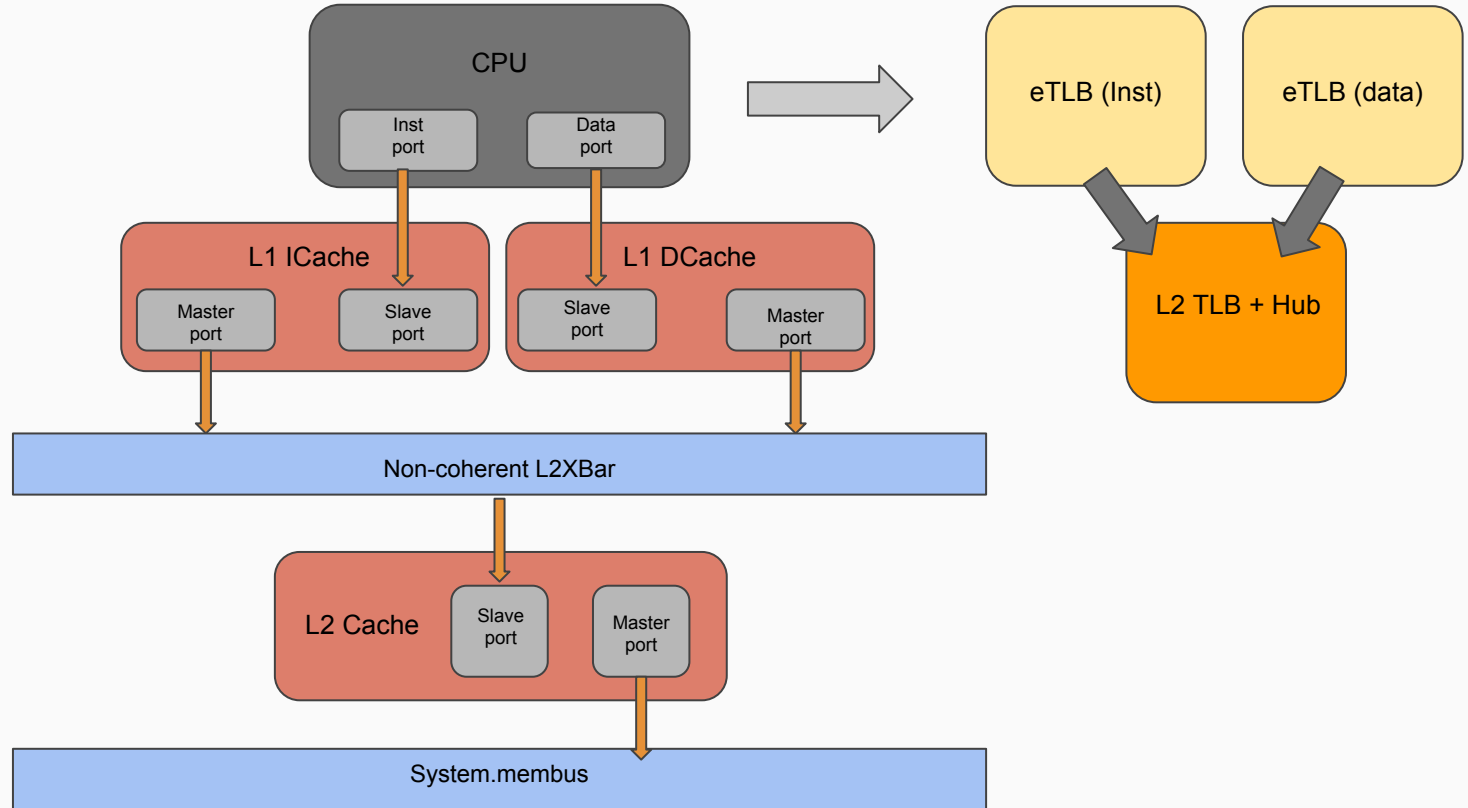 CPU
Inst
port
Data
port
eTLB (Inst)
eTLB (data)
L1 ICache
L1 DCache
Master
port
Slave
port
Slave
port
Master
port
L2 TLB + Hub
Non-coherent L2XBar
L2 Cache
Slave
port
Master
port
System.membus